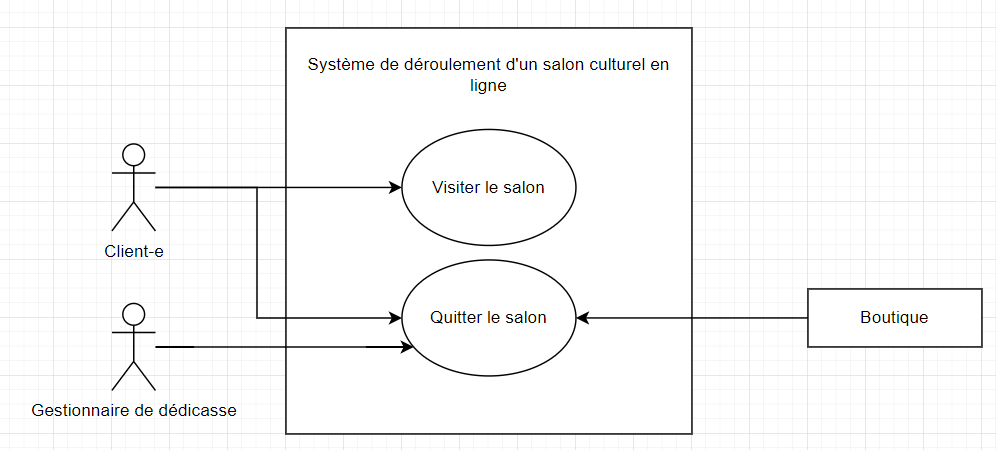 Système de déroulement d'un salon culturel en
ligne
Visiter le salon
Client-e
Quitter le salon
Boutique
Gestionnaire de dédicasse